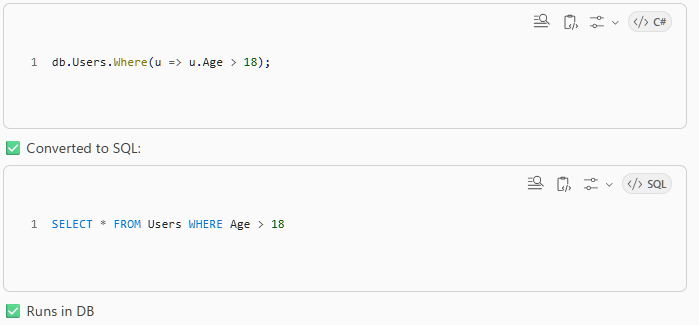 </> C#
1 db.Users.Where(u => u.Age > 18);
✅ Converted to SQL:
</> SQL
1 SELECT * FROM Users WHERE Age > 18
✅ Runs in DB